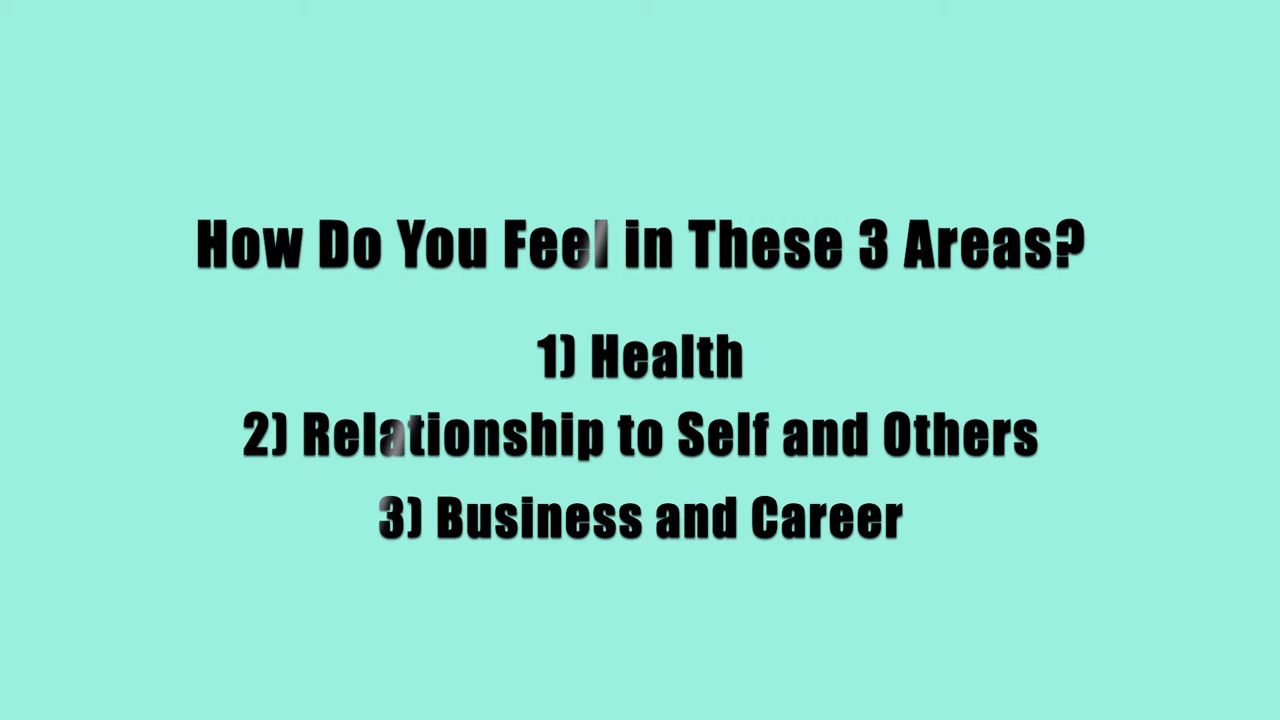 How Do You Feel in These 3 Areas?
1) Health
2) Relationship to Self and Others
3) Business and Career